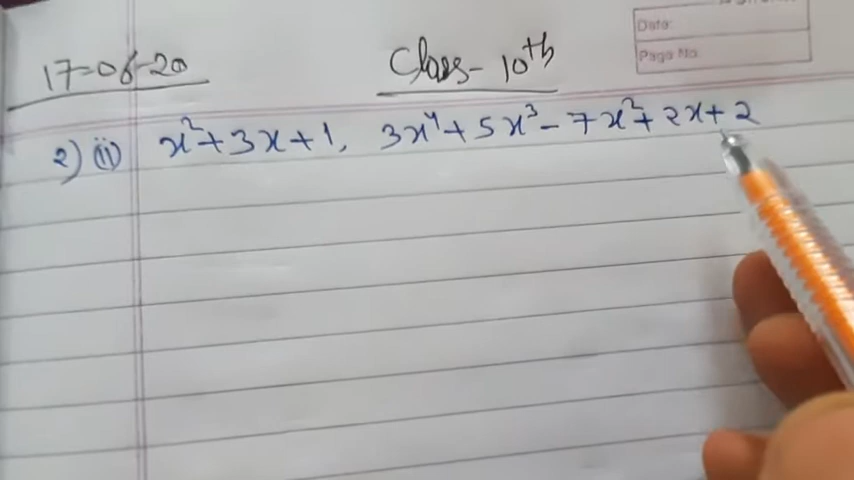 Date:
Page No.
17-06-20
Class- 10th
2) (ii) x²+3x+1, 3x⁴+5x³-7x²+2x+2